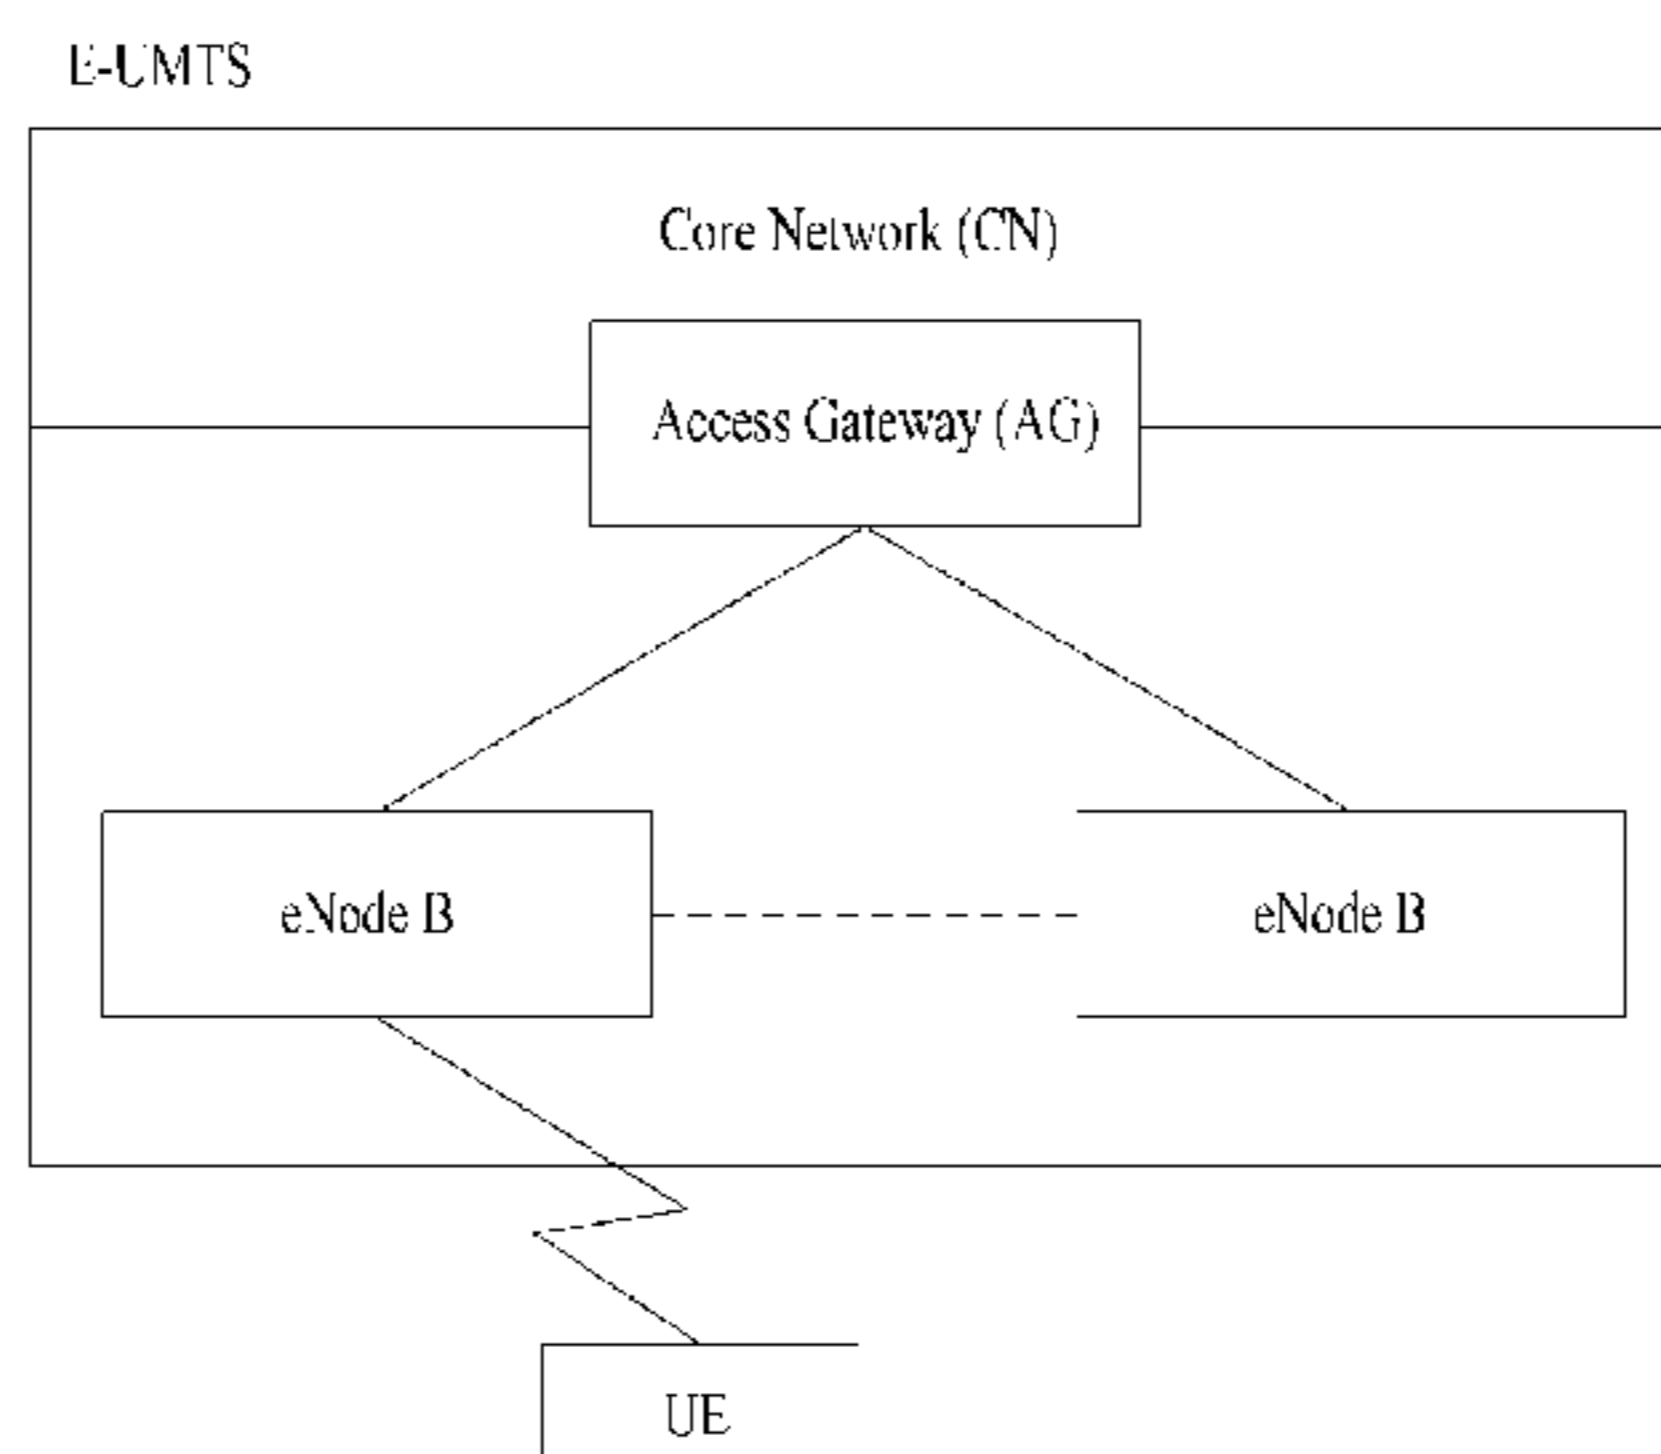 E-UMTS
Core Network (CN)
Access Gateway (AG)
eNode B
eNode B
UE